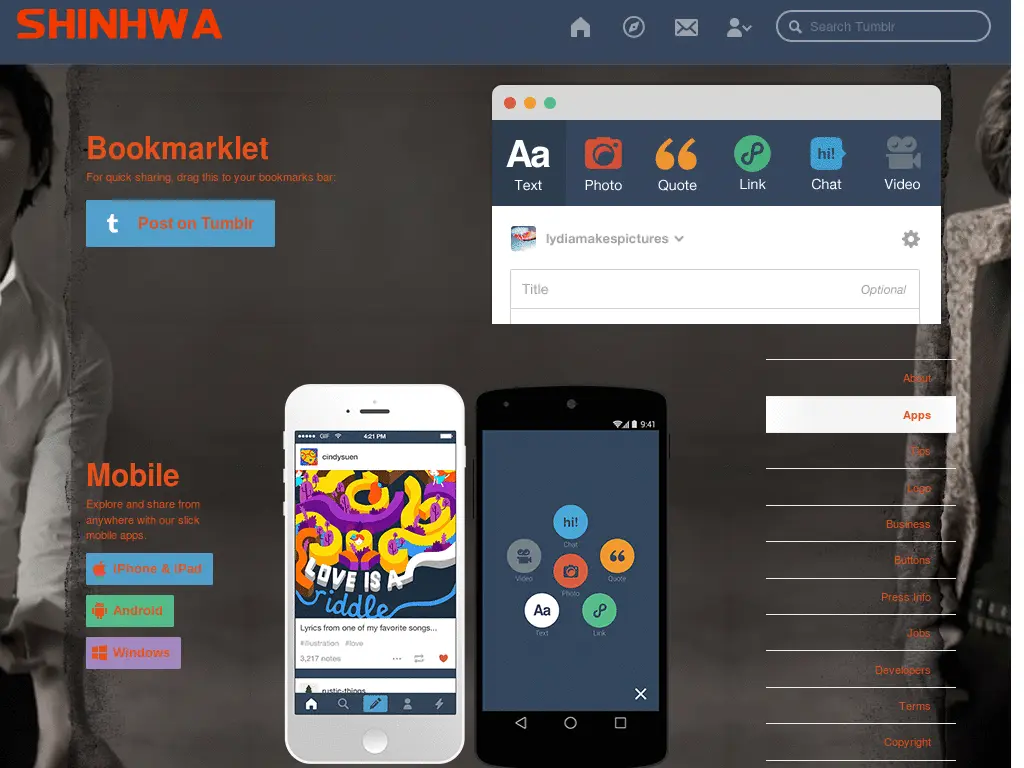 SHINHWA
Search Tumblr
Bookmarklet
For quick sharing, drag this to your bookmarks bar:
t Post on Tumblr
Aa
Text
Photo
Quote
Link
hi!
Chat
Video
lydiamakespictures
Title
Optional
Mobile
Explore and share from
anywhere with our slick
mobile apps.
iPhone & iPad
Android
Windows
GIF 4:21 PM
cindysuen
LOVE IS A
riddle
Lyrics from one of my favorite songs...
#illustration #love
3,217 notes
rustic-things
9:41
hi!
Chat
Video
Quote
Photo
Aa
Text
Link
About
Apps
Tips
Logo
Business
Buttons
Press Info
Jobs
Developers
Terms
Copyright